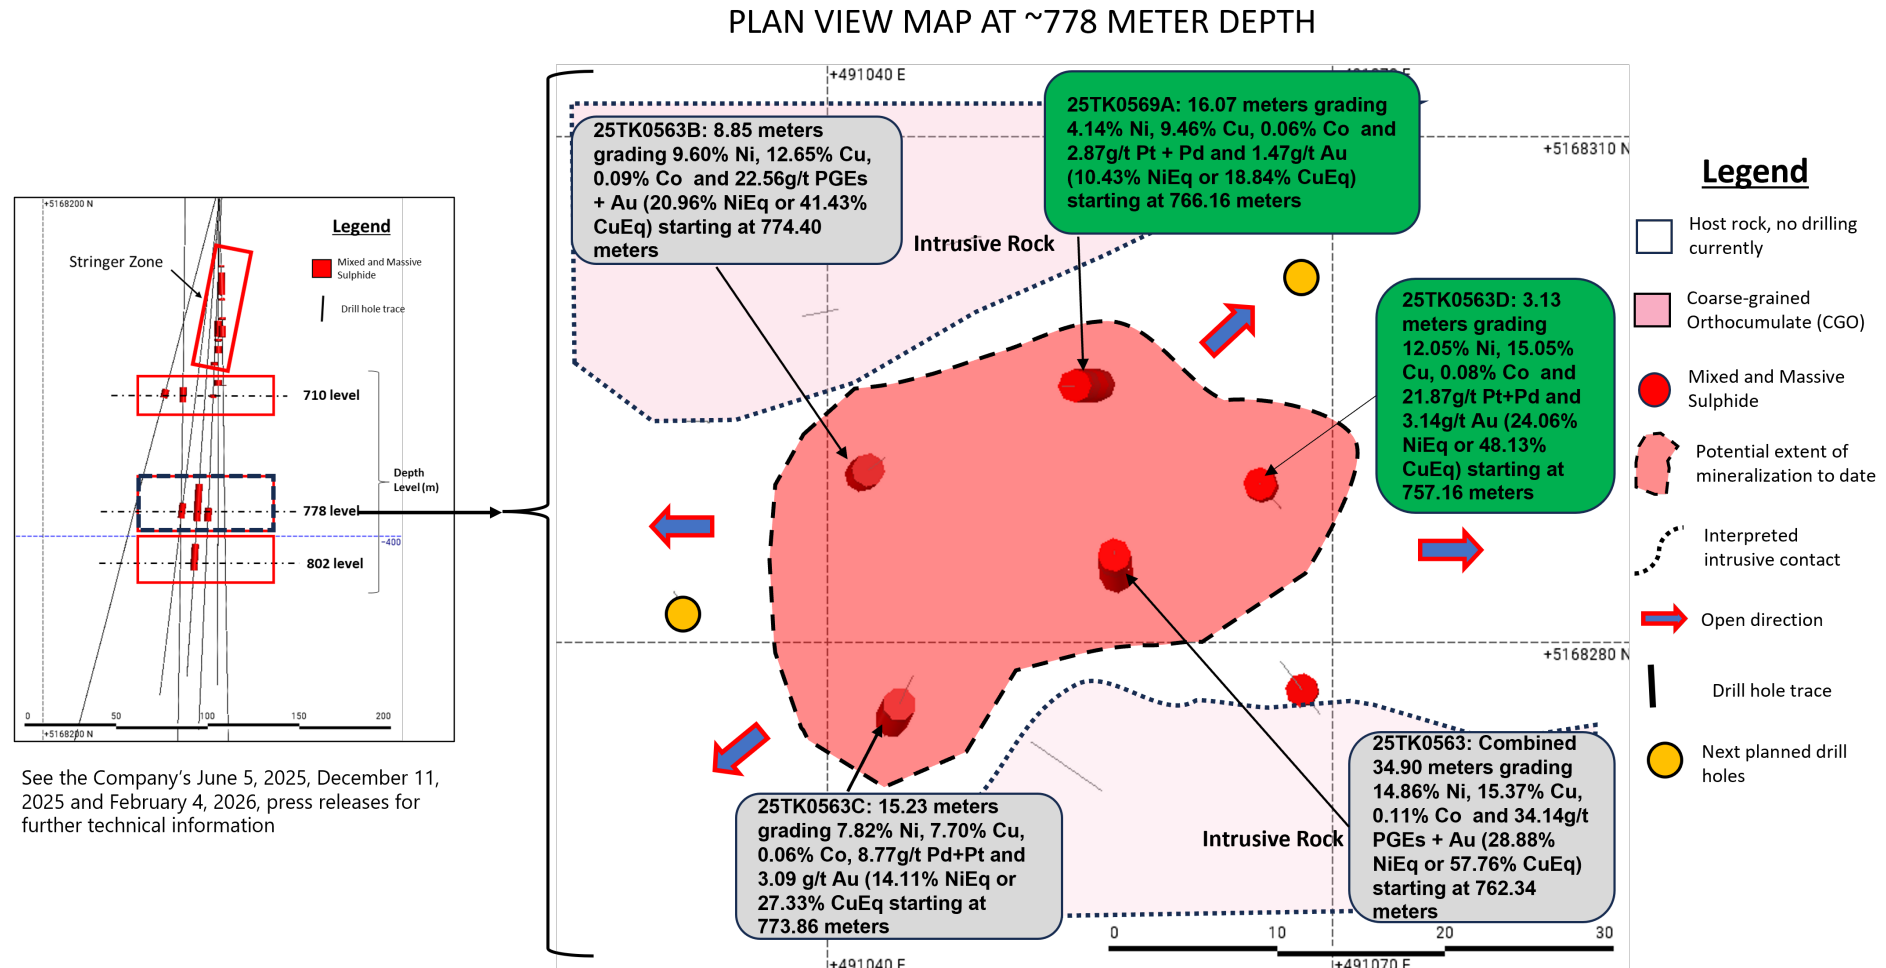 PLAN VIEW MAP AT ~778 METER DEPTH
+5168200 N
Legend
Stringer Zone
Mixed and Massive
Sulphide
Drill hole trace
710 level
Depth
Level (m)
778 level
-400
802 level
0 50 100 150 200
+5168200 N
See the Company's June 5, 2025, December 11,
2025 and February 4, 2026, press releases for
further technical information
+491040 E
+5168310 N
25TK0563B: 8.85 meters
grading 9.60% Ni, 12.65% Cu,
0.09% Co and 22.56g/t PGEs
+ Au (20.96% NiEq or 41.43%
CuEq) starting at 774.40
meters
25TK0569A: 16.07 meters grading
4.14% Ni, 9.46% Cu, 0.06% Co and
2.87g/t Pt + Pd and 1.47g/t Au
(10.43% NiEq or 18.84% CuEq)
starting at 766.16 meters
Intrusive Rock
25TK0563D: 3.13
meters grading
12.05% Ni, 15.05%
Cu, 0.08% Co and
21.87g/t Pt+Pd and
3.14g/t Au (24.06%
NiEq or 48.13%
CuEq) starting at
757.16 meters
+5168280 N
25TK0563C: 15.23 meters
grading 7.82% Ni, 7.70% Cu,
0.06% Co, 8.77g/t Pd+Pt and
3.09 g/t Au (14.11% NiEq or
27.33% CuEq starting at
773.86 meters
Intrusive Rock
25TK0563: Combined
34.90 meters grading
14.86% Ni, 15.37% Cu,
0.11% Co and 34.14g/t
PGEs + Au (28.88%
NiEq or 57.76% CuEq)
starting at 762.34
meters
0 10 20 30
+491040 E
+491070 E
Legend
Host rock, no drilling
currently
Coarse-grained
Orthocumulate (CGO)
Mixed and Massive
Sulphide
Potential extent of
mineralization to date
Interpreted
intrusive contact
Open direction
Drill hole trace
Next planned drill
holes